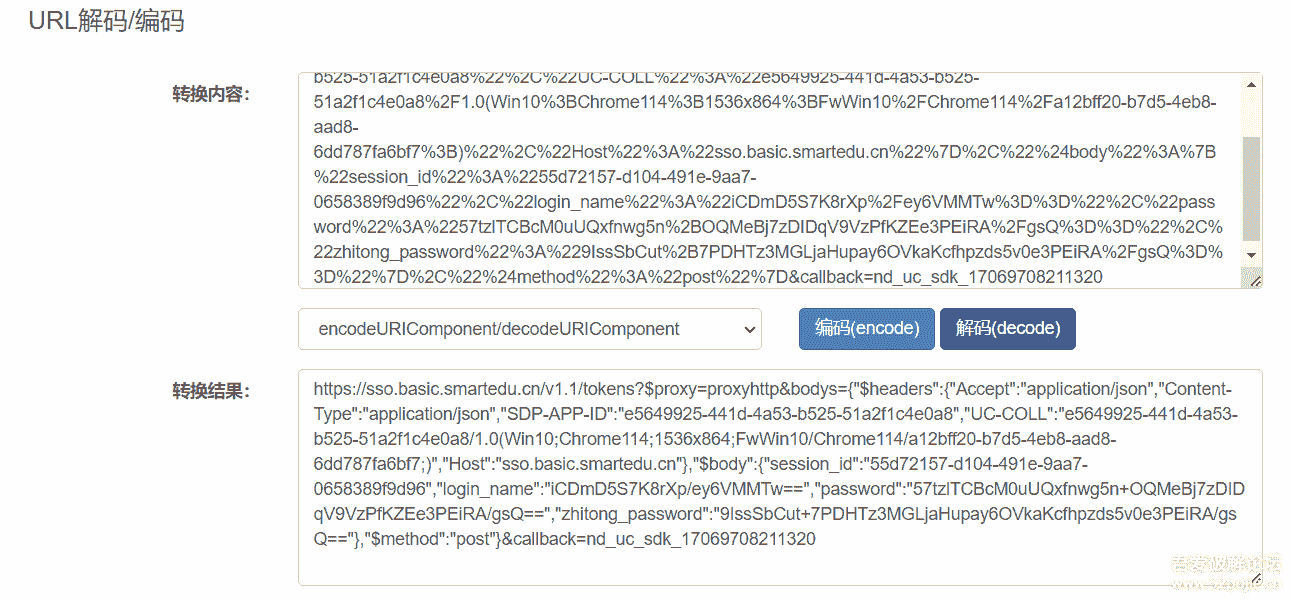 URL解码/编码
转换内容：
b525-51a2f1c4e0a8%22%2C%22UC-COLL%22%3A%22e5649925-441d-4a53-b525-
51a2f1c4e0a8%2F1.0(Win10%3BChrome114%3B1536x864%3BFwWin10%2FChrome114%2Fa12bff20-b7d5-4eb8-
aad8-
6dd787fa6bf7%3B)%22%2C%22Host%22%3A%22sso.basic.smartedu.cn%22%7D%2C%22%24body%22%3A%7B
%22session_id%22%3A%2255d72157-d104-491e-9aa7-
0658389f9d96%22%2C%22login_name%22%3A%22iCDmD5S7K8rXp%2Fey6VMMTw%3D%3D%22%2C%22pass
word%22%3A%2257tzlTCBcM0uUQxfnwg5n%2BOQMeBj7zDIDqV9VzPfKZEe3PEiRA%2FgsQ%3D%3D%22%2C%
22zhitong_password%22%3A%229IssSbCut%2B7PDHTz3MGLjaHupay6OVkaKcfhpzds5v0e3PEiRA%2FgsQ%3D%
3D%22%7D%2C%22%24method%22%3A%22post%22%7D&callback=nd_uc_sdk_17069708211320
encodeURIComponent/decodeURIComponent
编码(encode)
解码(decode)
转换结果：
https://sso.basic.smartedu.cn/v1.1/tokens?$proxy=proxyhttp&bodys={"$headers":{"Accept":"application/json","Content-
Type":"application/json","SDP-APP-ID":"e5649925-441d-4a53-b525-51a2f1c4e0a8","UC-COLL":"e5649925-441d-4a53-
b525-51a2f1c4e0a8/1.0(Win10;Chrome114;1536x864;FwWin10/Chrome114/a12bff20-b7d5-4eb8-aad8-
6dd787fa6bf7;)","Host":"sso.basic.smartedu.cn"},"$body":{"session_id":"55d72157-d104-491e-9aa7-
0658389f9d96","login_name":"iCDmD5S7K8rXp/ey6VMMTw==","password":"57tzlTCBcM0uUQxfnwg5n+OQMeBj7zDID
qV9VzPfKZEe3PEiRA/gsQ==","zhitong_password":"9IssSbCut+7PDHTz3MGLjaHupay6OVkaKcfhpzds5v0e3PEiRA/gs
Q=="},"$method":"post"}&callback=nd_uc_sdk_17069708211320
吾爱破解论坛
www.52pojie.cn